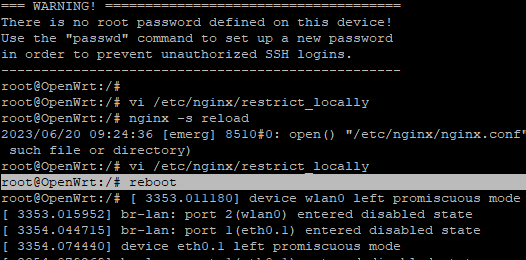 === WARNING! =====================================
There is no root password defined on this device!
Use the "passwd" command to set up a new password
in order to prevent unauthorized SSH logins.
--------------------------------------------------
root@OpenWrt:/#
root@OpenWrt:/# vi /etc/nginx/restrict_locally
root@OpenWrt:/# nginx -s reload
2023/06/20 09:24:36 [emerg] 8510#0: open() "/etc/nginx/nginx.conf"
such file or directory)
root@OpenWrt:/# vi /etc/nginx/restrict_locally
root@OpenWrt:/# reboot
root@OpenWrt:/# [ 3353.011180] device wlan0 left promiscuous mode
[ 3353.015952] br-lan: port 2(wlan0) entered disabled state
[ 3354.044715] br-lan: port 1(eth0.1) entered disabled state
[ 3354.074440] device eth0.1 left promiscuous mode